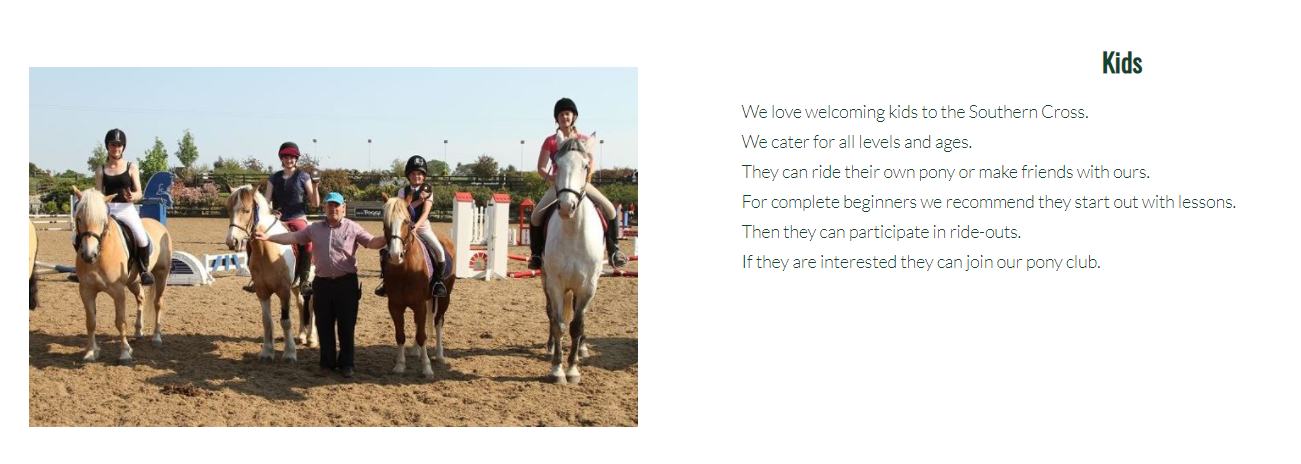 Kids
We love welcoming kids to the Southern Cross.
We cater for all levels and ages.
They can ride their own pony or make friends with ours.
For complete beginners we recommend they start out with lessons.
Then they can participate in ride-outs.
If they are interested they can join our pony club.